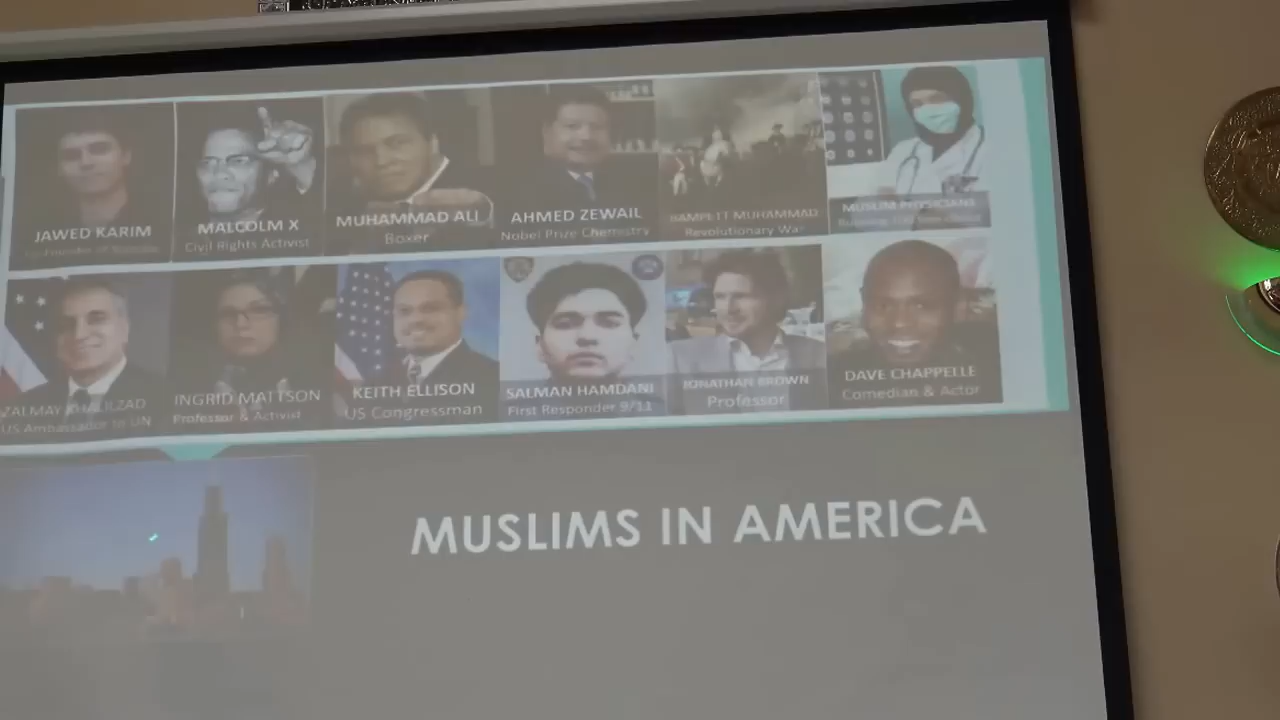 JAWED KARIM
MALCOLM X
Civil Rights Activist
MUHAMMAD ALI
Boxer
AHMED ZEWAIL
Nobel Prize Chemistry
BAMPETT MUHAMMAD
Revolutionary War
MUSLIM PHYSICIANS
ZALMAY KHALILZAD
US Ambassador to UN
INGRID MATTSON
Professor & Activist
KEITH ELLISON
US Congressman
SALMAN HAMDANI
First Responder 9/11
JONATHAN BROWN
Professor
DAVE CHAPPELLE
Comedian & Actor
MUSLIMS IN AMERICA